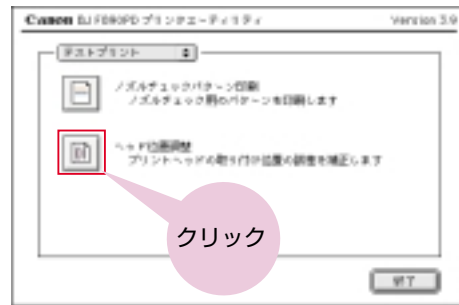 Canon BJ F890PD プリンタユーティリティ Version 3.9
テストプリント
ノズルチェックパターン印刷
ノズルチェック用のパターンを印刷します
ヘッド位置調整
プリントヘッドの取り付け位置の調整を補正します
クリック
終了